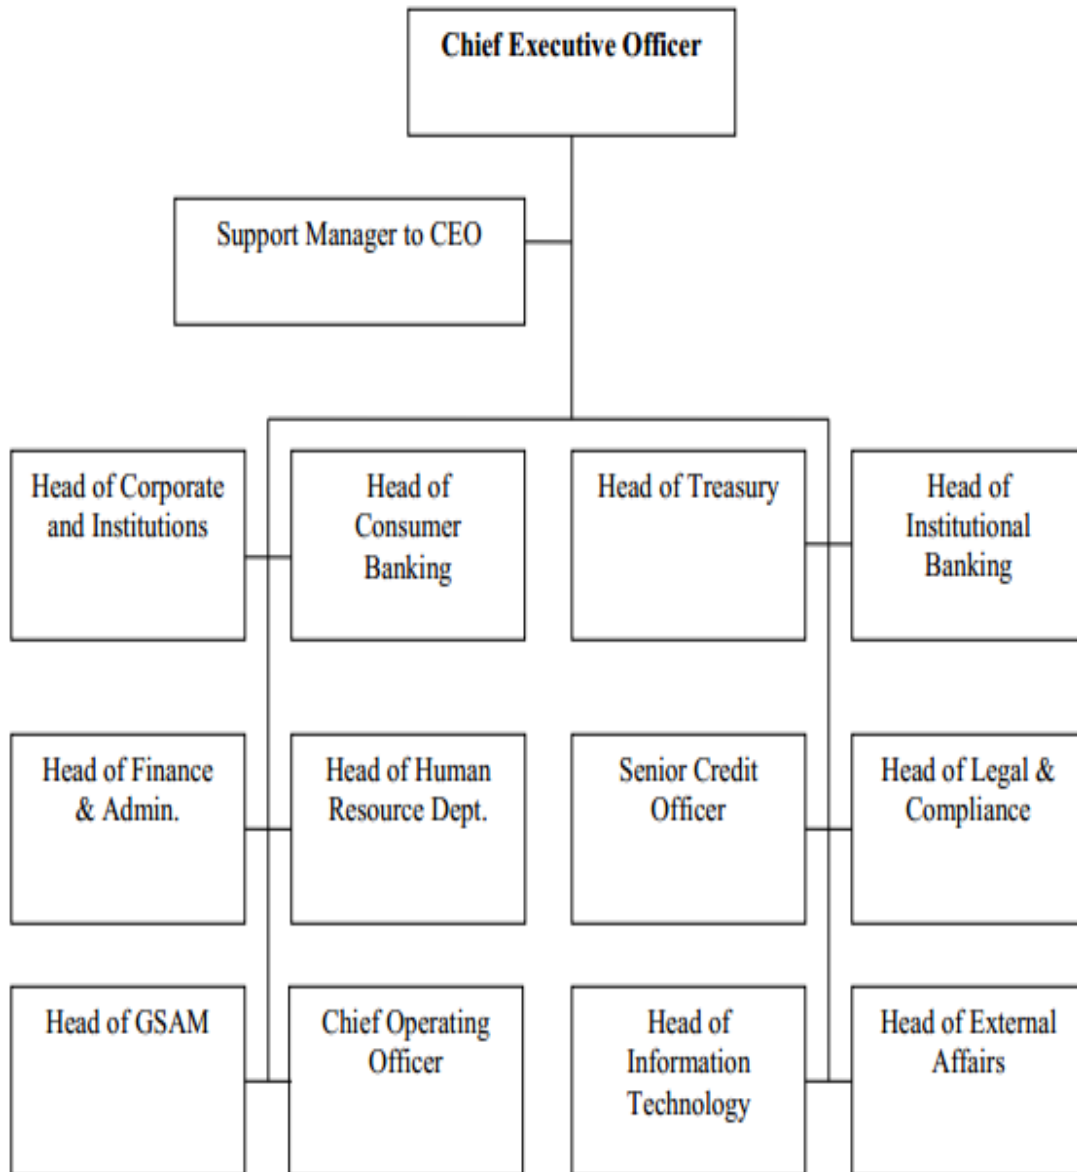 Chief Executive Officer
Support Manager to CEO
Head of Corporate
and Institutions
Head of
Consumer
Banking
Head of Treasury
Head of
Institutional
Banking
Head of Finance
& Admin.
Head of Human
Resource Dept.
Senior Credit
Officer
Head of Legal &
Compliance
Head of GSAM
Chief Operating
Officer
Head of
Information
Technology
Head of External
Affairs